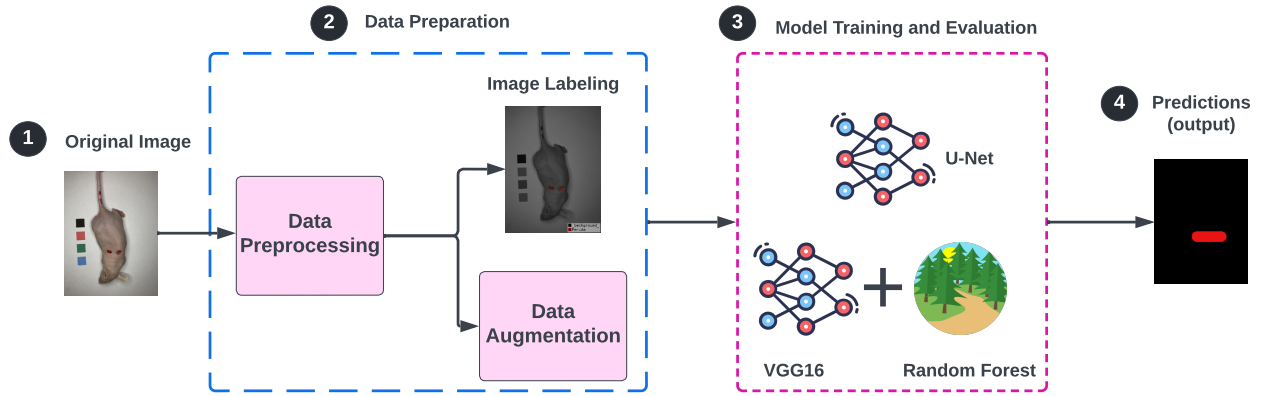 1
Original Image
2
Data Preparation
Data
Preprocessing
Image Labeling
Data
Augmentation
3
Model Training and Evaluation
U-Net
VGG16
Random Forest
4
Predictions
(output)